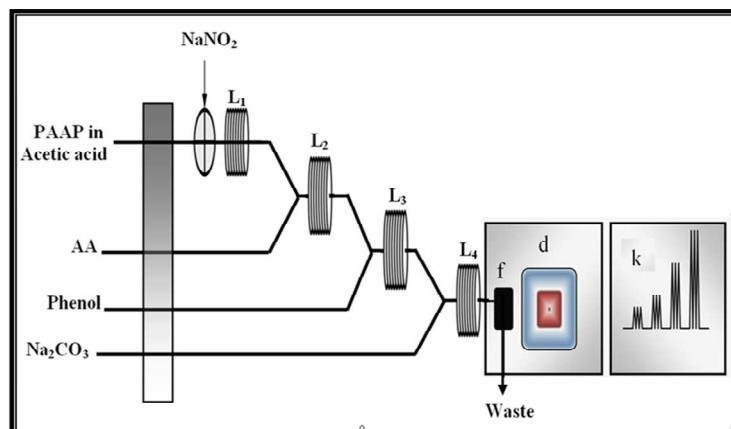 NaNO₂
L₁
PAAP in
Acetic acid
L₂
L₃
AA
L₄
d
f
k
Phenol
Na₂CO₃
Waste